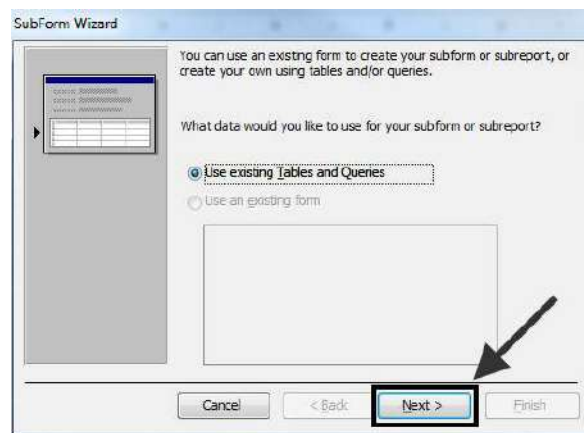 SubForm Wizard
You can use an existing form to create your subform or subreport, or
create your own using tables and/or queries.
What data would you like to use for your subform or subreport?
Use existing Tables and Queries
Use an existing form
Cancel
< Back
Next >
Finish